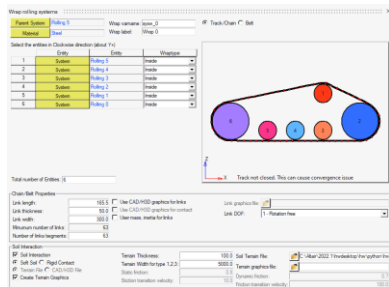 Wrap rolling systems
Parent System Rolling 5 Wrap varname: sysw_0 Track/Chain Belt
Material Steel Wrap label: Wrap 0
Select the entities in Clockwise direction (about Y+)
Entity Entity Wraptype
1 System Rolling 5 Inside
2 System Rolling 0 Inside
3 System Rolling 4 Inside
4 System Rolling 2 Inside
5 System Rolling 1 Inside
6 System Rolling 3 Inside
1
6 5 4 3 2
Z
X Track not closed. This can cause convergence issue
Total number of Entities: 6
Chain Belt Properties
Link length: 165.5 Use CAD/H3D graphics for links Link graphics file:
Link thickness: 50.0 Use CAD/H3D graphics for contact
Link width: 300.0 User mass, inertia for links Link DOF: 1 - Rotation free
Minumum number of links: 63
Number of links/segments: 63
Soil Interaction
Soil Interaction Terrain Thickness: 100.0 Soil Terrain File:
Soft Soil Rigid Contact Terrain Width for type 1,2,3: 5000.0 Terrain graphics file:
Terrain File CAD/H3D File Static friction: Dynamic friction:
Create Terrain Graphics Friction transition velocity: Friction transition velocity: